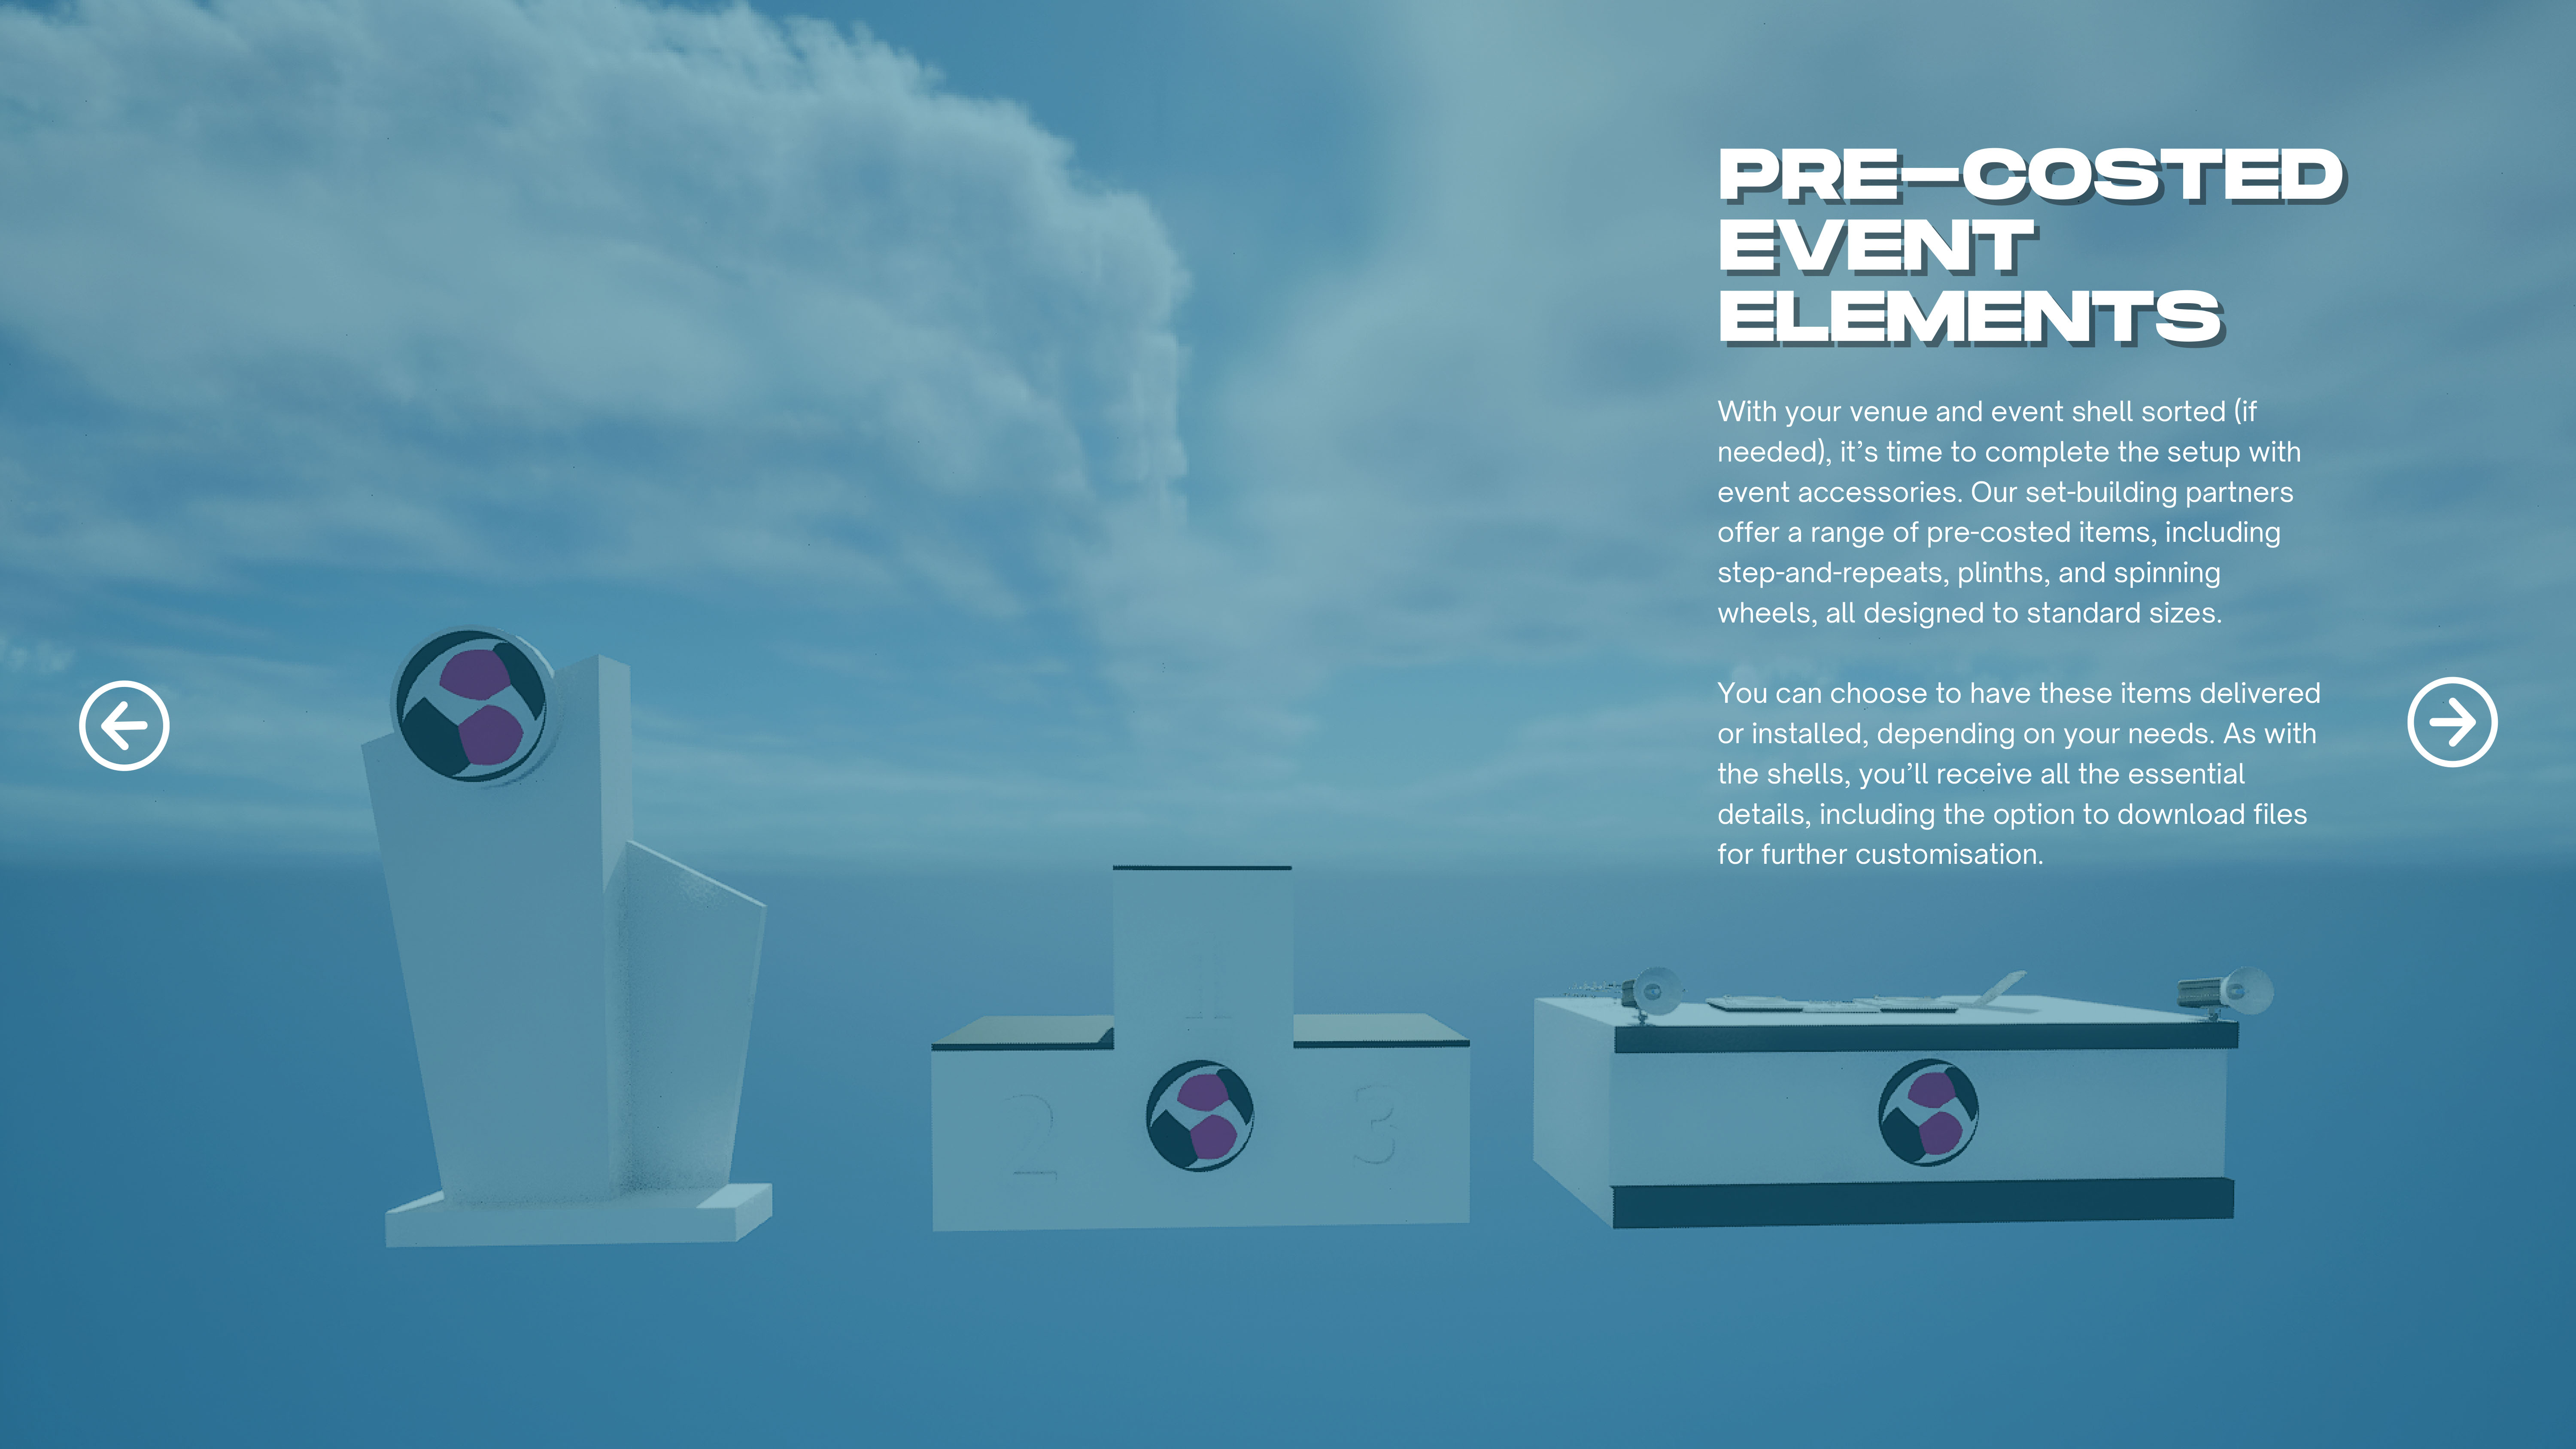 PRE–COSTED
EVENT
ELEMENTS
With your venue and event shell sorted (if
needed), it’s time to complete the setup with
event accessories. Our set-building partners
offer a range of pre-costed items, including
step-and-repeats, plinths, and spinning
wheels, all designed to standard sizes.
You can choose to have these items delivered
or installed, depending on your needs. As with
the shells, you’ll receive all the essential
details, including the option to download files
for further customisation.
1
2
3